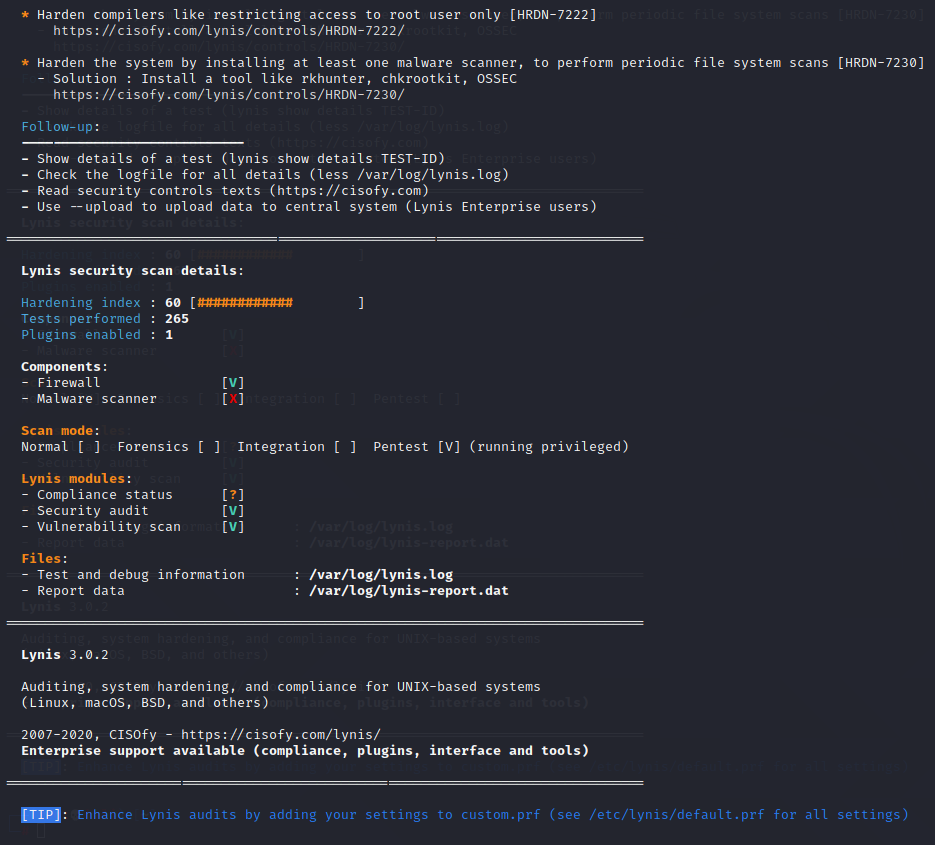 * Harden compilers like restricting access to root user only [HRDN-7222]
https://cisofy.com/lynis/controls/HRDN-7222/
* Harden the system by installing at least one malware scanner, to perform periodic file system scans [HRDN-7230]
- Solution : Install a tool like rkhunter, chkrootkit, OSSEC
https://cisofy.com/lynis/controls/HRDN-7230/
Follow-up:
----------------------------
- Show details of a test (lynis show details TEST-ID)
- Check the logfile for all details (less /var/log/lynis.log)
- Read security controls texts (https://cisofy.com)
- Use --upload to upload data to central system (Lynis Enterprise users)
================================================================================
Lynis security scan details:
Hardening index : 60 [############        ]
Tests performed : 265
Plugins enabled : 1
Components:
- Firewall               [V]
- Malware scanner        [X]
Scan mode:
Normal [ ]  Forensics [ ]  Integration [ ]  Pentest [V] (running privileged)
Lynis modules:
- Compliance status      [?]
- Security audit         [V]
- Vulnerability scan     [V]
Files:
- Test and debug information      : /var/log/lynis.log
- Report data                     : /var/log/lynis-report.dat
================================================================================
Lynis 3.0.2
Auditing, system hardening, and compliance for UNIX-based systems
(Linux, macOS, BSD, and others)
2007-2020, CISOfy - https://cisofy.com/lynis/
Enterprise support available (compliance, plugins, interface and tools)
================================================================================
[TIP]: Enhance Lynis audits by adding your settings to custom.prf (see /etc/lynis/default.prf for all settings)